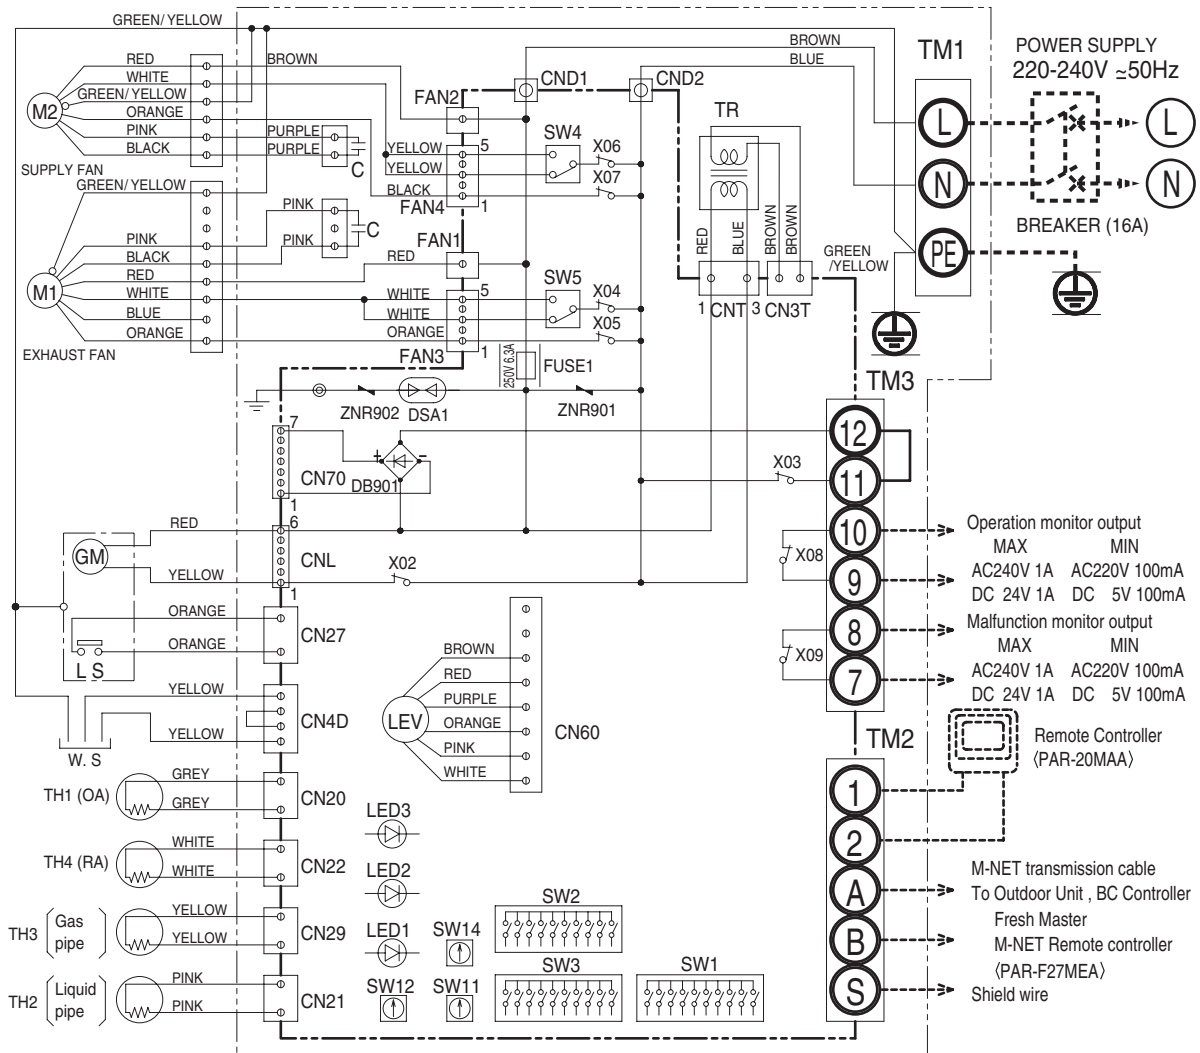 GREEN/YELLOW
RED
BROWN
WHITE
GREEN/YELLOW
ORANGE
PINK
PURPLE
BLACK
PURPLE
M2
SUPPLY FAN
C
GREEN/YELLOW
PINK
PINK
C
PINK
BLACK
RED
RED
WHITE
BLUE
ORANGE
M1
EXHAUST FAN
BROWN
BLUE
CND1
CND2
FAN2
YELLOW
5
YELLOW
BLACK
1
FAN4
SW4
X06
X07
FAN1
WHITE
5
WHITE
ORANGE
1
FAN3
SW5
X04
X05
250V 6.3A
FUSE1
ZNR902
DSA1
ZNR901
TR
RED
BLUE
BROWN
BROWN
1 CNT 3 CN3T
GREEN
/YELLOW
TM1
L
N
PE
POWER SUPPLY
220-240V ~50Hz
L
N
BREAKER (16A)
7
CN70
1
DB901
+
-
6
CNL
1
RED
GM
YELLOW
X02
ORANGE
ORANGE
L S
CN27
YELLOW
YELLOW
CN4D
W. S
TH1 (OA)
GREY
GREY
CN20
TH4 (RA)
WHITE
WHITE
CN22
TH3
Gas
pipe
YELLOW
YELLOW
CN29
TH2
Liquid
pipe
PINK
PINK
CN21
BROWN
RED
PURPLE
ORANGE
PINK
WHITE
LEV
CN60
LED3
LED2
LED1
SW14
SW12
SW11
SW2
SW3
SW1
TM3
12
11
10
9
8
7
X03
X08
X09
Operation monitor output
MAX MIN
AC240V 1A AC220V 100mA
DC 24V 1A DC 5V 100mA
Malfunction monitor output
MAX MIN
AC240V 1A AC220V 100mA
DC 24V 1A DC 5V 100mA
TM2
1
2
A
B
S
Remote Controller
〈PAR-20MAA〉
M-NET transmission cable
To Outdoor Unit , BC Controller
Fresh Master
M-NET Remote controller
〈PAR-F27MEA〉
Shield wire